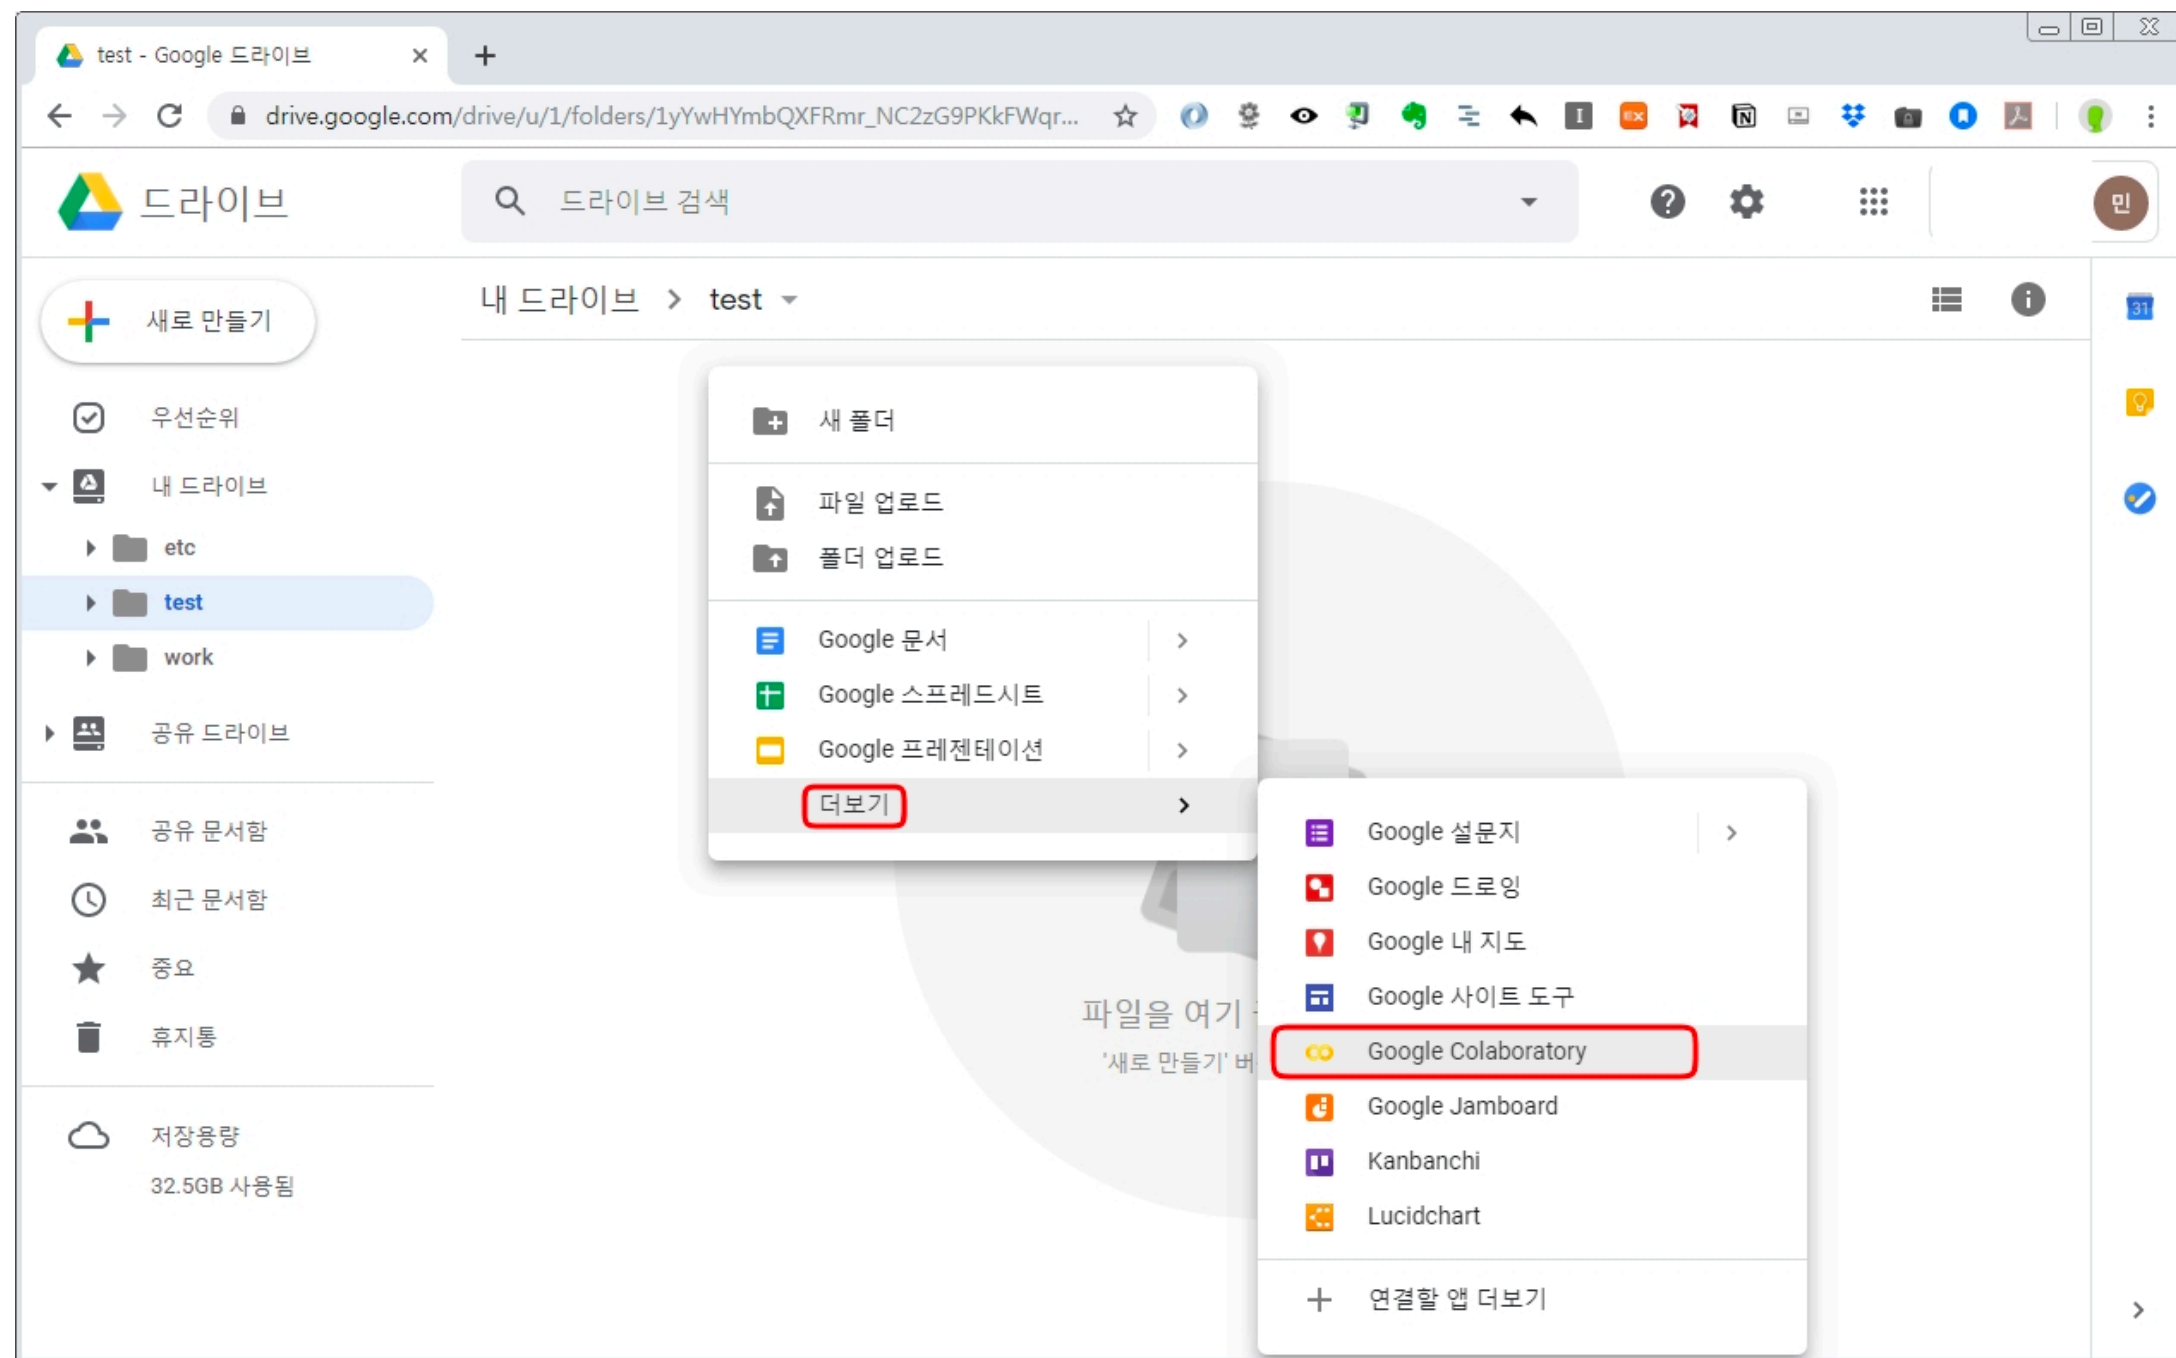 test - Google 드라이브
drive.google.com/drive/u/1/folders/1yYwHYmbQXFRmr_NC2zG9PKkFWqr...
드라이브
드라이브 검색
민
새로 만들기
내 드라이브 > test
31
우선순위
내 드라이브
etc
test
work
공유 드라이브
공유 문서함
최근 문서함
중요
휴지통
저장용량
32.5GB 사용됨
새 폴더
파일 업로드
폴더 업로드
Google 문서
Google 스프레드시트
Google 프레젠테이션
더보기
파일을 여기
'새로 만들기' 버
Google 설문지
Google 드로잉
Google 내 지도
Google 사이트 도구
Google Colaboratory
Google Jamboard
Kanbanchi
Lucidchart
연결할 앱 더보기